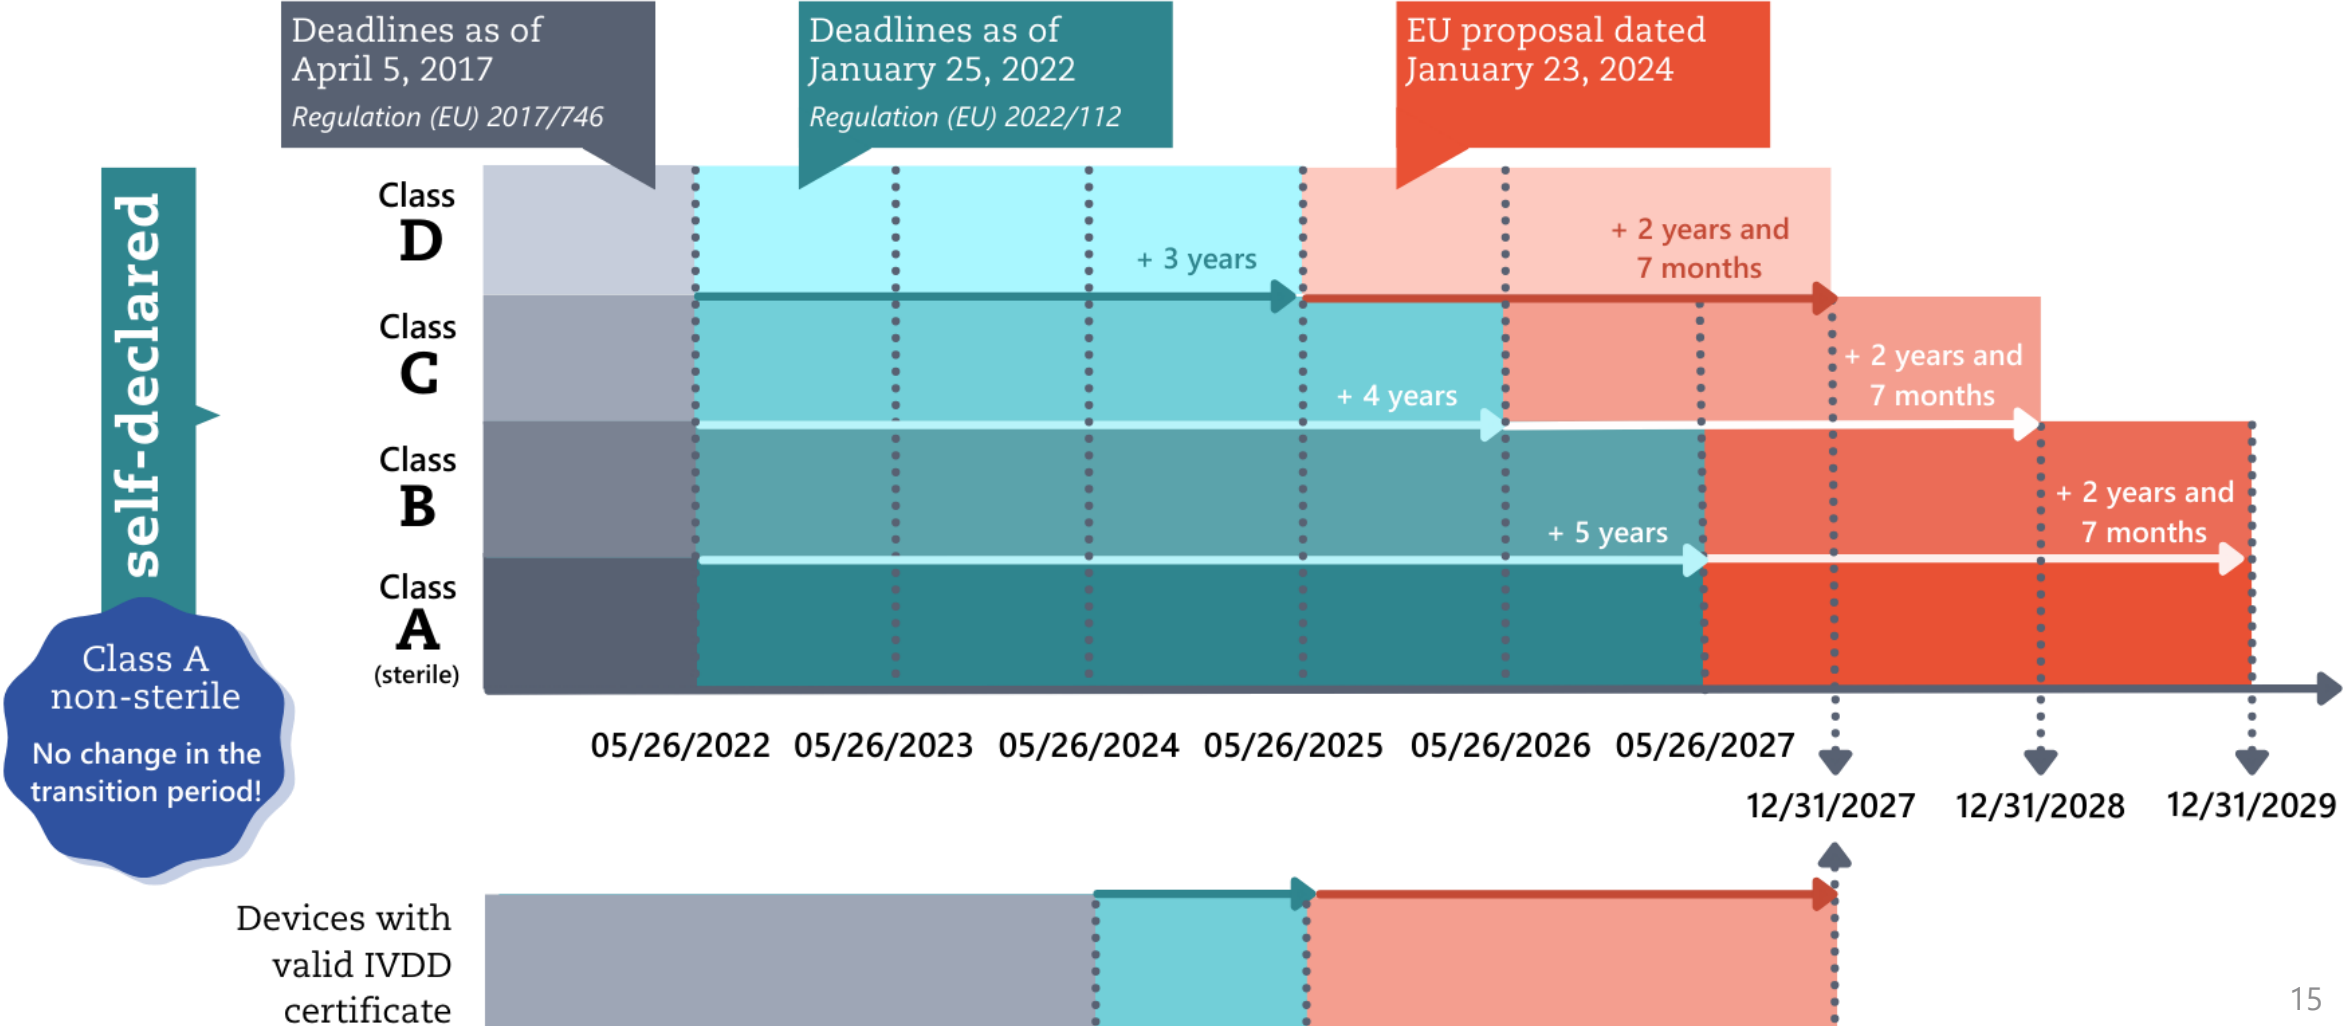 Deadlines as of
April 5, 2017
Regulation (EU) 2017/746
Deadlines as of
January 25, 2022
Regulation (EU) 2022/112
EU proposal dated
January 23, 2024
self-declared
Class A
non-sterile
No change in the
transition period!
Class
D
+ 3 years
+ 2 years and
7 months
Class
C
+ 4 years
+ 2 years and
7 months
Class
B
+ 5 years
+ 2 years and
7 months
Class
A
(sterile)
05/26/2022 05/26/2023 05/26/2024 05/26/2025 05/26/2026 05/26/2027
12/31/2027 12/31/2028 12/31/2029
Devices with
valid IVDD
certificate
15